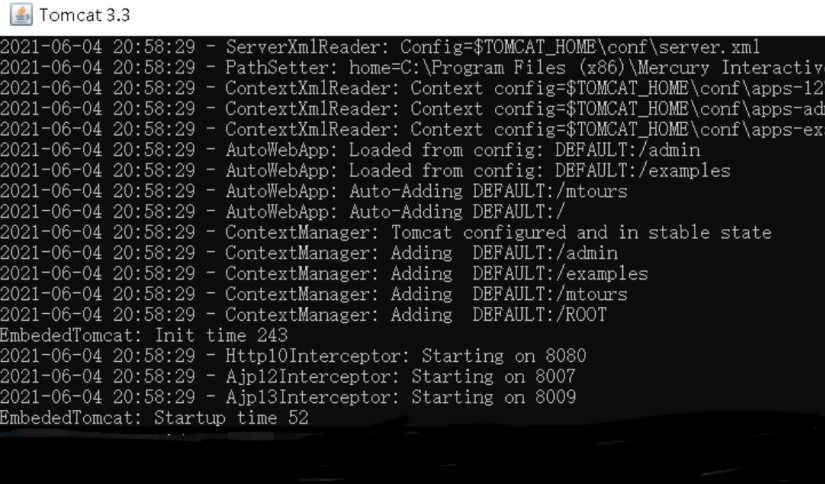 Tomcat 3.3
2021-06-04 20:58:29 - ServerXmlReader: Config=$TOMCAT_HOME\conf\server.xml
2021-06-04 20:58:29 - PathSetter: home=C:\Program Files (x86)\Mercury Interactiv
2021-06-04 20:58:29 - ContextXmlReader: Context config=$TOMCAT_HOME\conf\apps-12
2021-06-04 20:58:29 - ContextXmlReader: Context config=$TOMCAT_HOME\conf\apps-ad
2021-06-04 20:58:29 - ContextXmlReader: Context config=$TOMCAT_HOME\conf\apps-ex
2021-06-04 20:58:29 - AutoWebApp: Loaded from config: DEFAULT:/admin
2021-06-04 20:58:29 - AutoWebApp: Loaded from config: DEFAULT:/examples
2021-06-04 20:58:29 - AutoWebApp: Auto-Adding DEFAULT:/mtours
2021-06-04 20:58:29 - AutoWebApp: Auto-Adding DEFAULT:/
2021-06-04 20:58:29 - ContextManager: Tomcat configured and in stable state
2021-06-04 20:58:29 - ContextManager: Adding  DEFAULT:/admin
2021-06-04 20:58:29 - ContextManager: Adding  DEFAULT:/examples
2021-06-04 20:58:29 - ContextManager: Adding  DEFAULT:/mtours
2021-06-04 20:58:29 - ContextManager: Adding  DEFAULT:/ROOT
EmbededTomcat: Init time 243
2021-06-04 20:58:29 - Http10Interceptor: Starting on 8080
2021-06-04 20:58:29 - Ajp12Interceptor: Starting on 8007
2021-06-04 20:58:29 - Ajp13Interceptor: Starting on 8009
EmbededTomcat: Startup time 52